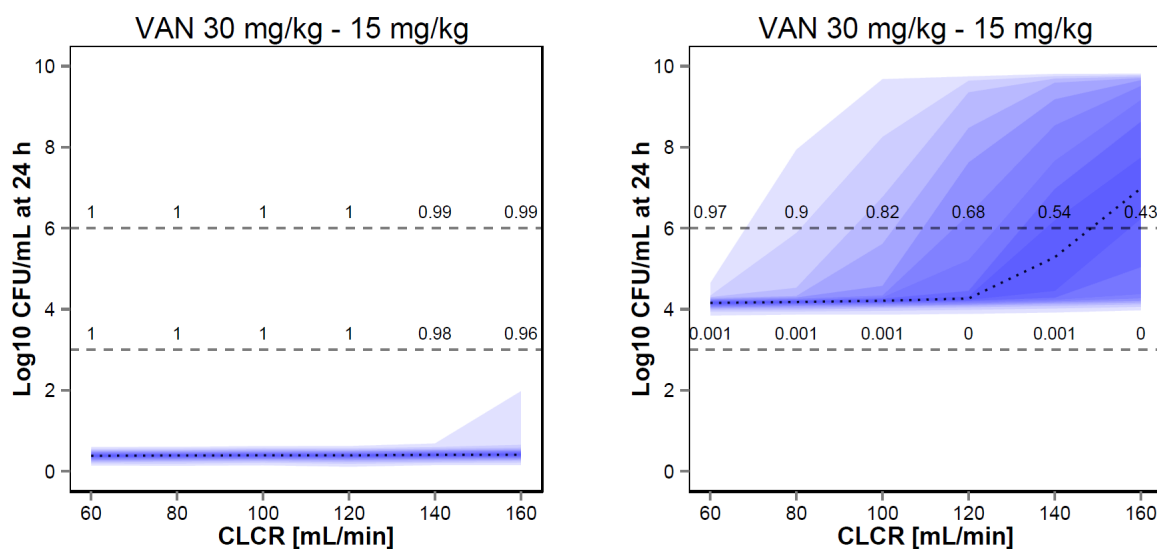 VAN 30 mg/kg - 15 mg/kg
Log10 CFU/mL at 24 h
10
8
6
4
2
0
1 1 1 1 0.99 0.99
1 1 1 1 0.98 0.96
60 80 100 120 140 160
CLCR [mL/min]
VAN 30 mg/kg - 15 mg/kg
Log10 CFU/mL at 24 h
10
8
6
4
2
0
0.97 0.9 0.82 0.68 0.54 0.43
0.001 0.001 0.001 0 0.001 0
60 80 100 120 140 160
CLCR [mL/min]